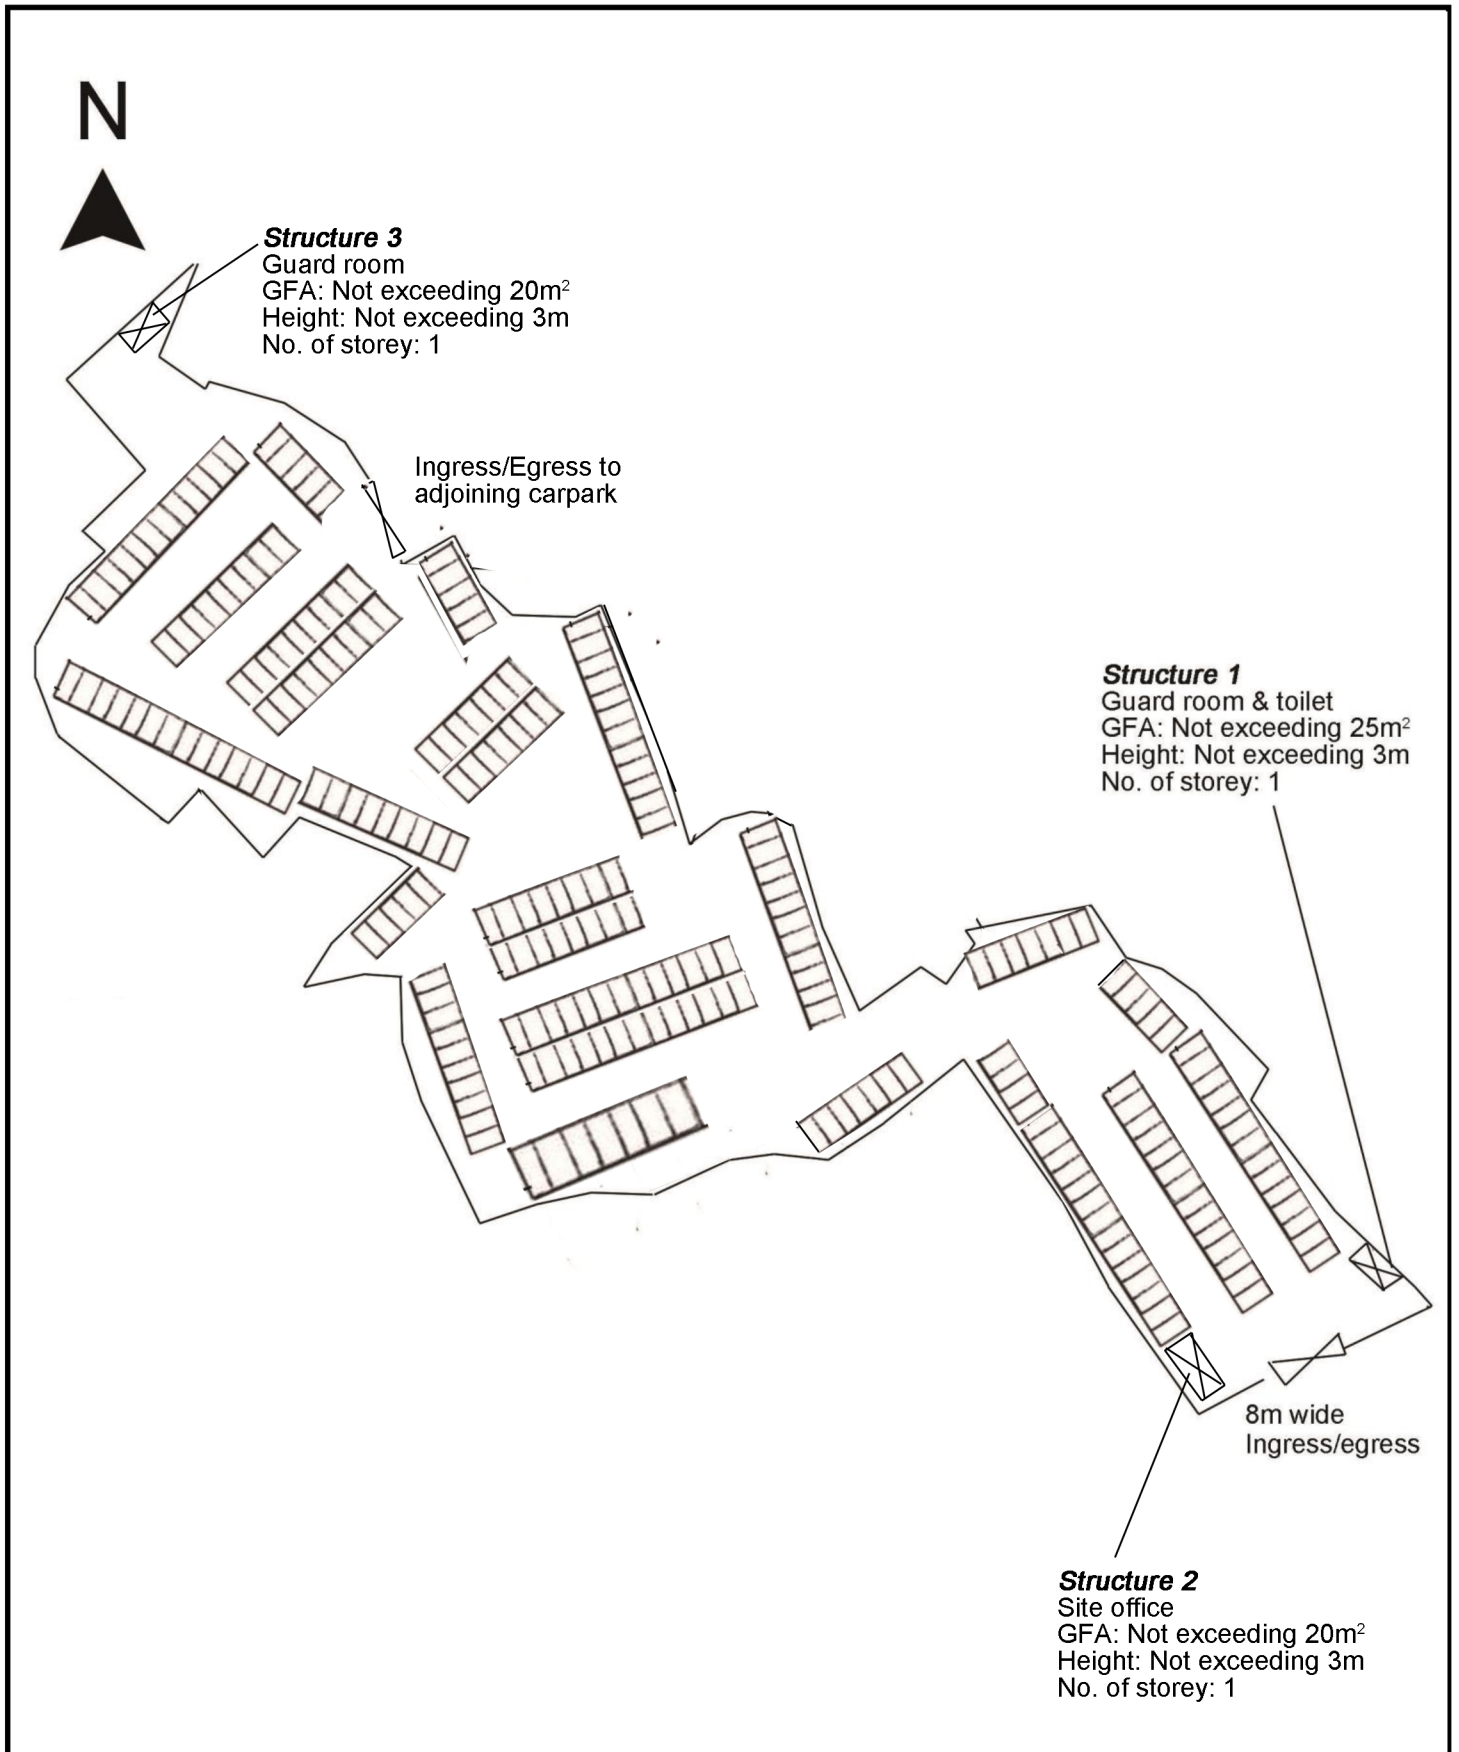 N
Structure 3
Guard room
GFA: Not exceeding 20m²
Height: Not exceeding 3m
No. of storey: 1
Ingress/Egress to
adjoining carpark
Structure 1
Guard room & toilet
GFA: Not exceeding 25m²
Height: Not exceeding 3m
No. of storey: 1
8m wide
Ingress/egress
Structure 2
Site office
GFA: Not exceeding 20m²
Height: Not exceeding 3m
No. of storey: 1